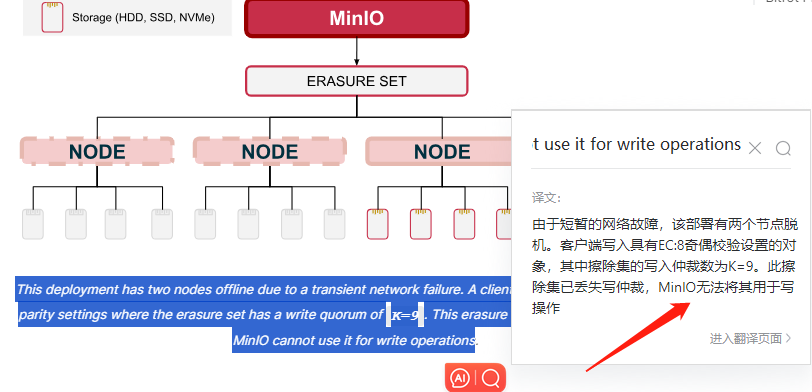 Storage (HDD, SSD, NVMe)
MinIO
ERASURE SET
NODE NODE NODE
This deployment has two nodes offline due to a transient network failure. A client
parity settings where the erasure set has a write quorum of K=9. This erasure
MinIO cannot use it for write operations.
AI
t use it for write operations
译文:
由于短暂的网络故障，该部署有两个节点脱
机。客户端写入具有EC:8奇偶校验设置的对
象，其中擦除集的写入仲裁数为K=9。此擦
除集已丢失写仲裁，MinIO无法将其用于写
操作
进入翻译页面